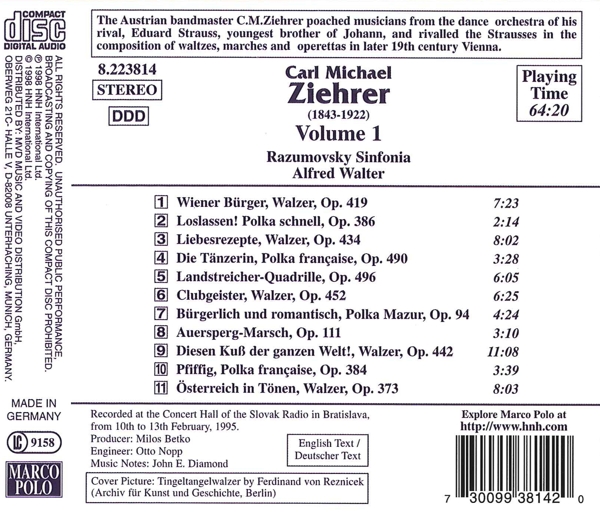 COMPACT
disc
DIGITAL AUDIO
The Austrian bandmaster C.M.Ziehrer poached musicians from the dance orchestra of his
rival, Eduard Strauss, youngest brother of Johann, and rivalled the Strausses in the
composition of waltzes, marches and operettas in later 19th century Vienna.
8.223814
STEREO
DDD
Carl Michael
Ziehrer
(1843-1922)
Volume 1
Razumovsky Sinfonia
Alfred Walter
Playing
Time
64:20
1 Wiener Bürger, Walzer, Op. 419 7:23
2 Loslassen! Polka schnell, Op. 386 2:14
3 Liebesrezepte, Walzer, Op. 434 8:02
4 Die Tänzerin, Polka française, Op. 490 3:28
5 Landstreicher-Quadrille, Op. 496 6:05
6 Clubgeister, Walzer, Op. 452 6:25
7 Bürgerlich und romantisch, Polka Mazur, Op. 94 4:24
8 Auersperg-Marsch, Op. 111 3:10
9 Diesen Kuß der ganzen Welt!, Walzer, Op. 442 11:08
10 Pfiffig, Polka française, Op. 384 3:39
11 Österreich in Tönen, Walzer, Op. 373 8:03
ALL RIGHTS RESERVED. UNAUTHORISED PUBLIC PERFORMANCE,
BROADCASTING AND COPYING OF THIS COMPACT DISC PROHIBITED.
℗ 1998 HNH International Ltd.
© 1998 HNH International Ltd.
DISTRIBUTED BY: MVD MUSIC AND VIDEO DISTRIBUTION GmbH,
OBERWEG 21C- HALLE V, D-82008 UNTERHACHING, MUNICH, GERMANY.
MADE IN
GERMANY
LC 9158
MARCO
POLO
Recorded at the Concert Hall of the Slovak Radio in Bratislava,
from 10th to 13th February, 1995.
Producer: Milos Betko
Engineer: Otto Nopp
Music Notes: John E. Diamond
English Text /
Deutscher Text
Cover Picture: Tingeltangelwalzer by Ferdinand von Reznicek
(Archiv für Kunst und Geschichte, Berlin)
Explore Marco Polo at
http://www.hnh.com
7 30099 38142 0